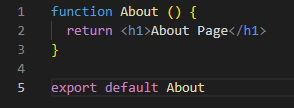 1 function About () {
2 return <h1>About Page</h1>
3 }
4
5 export default About